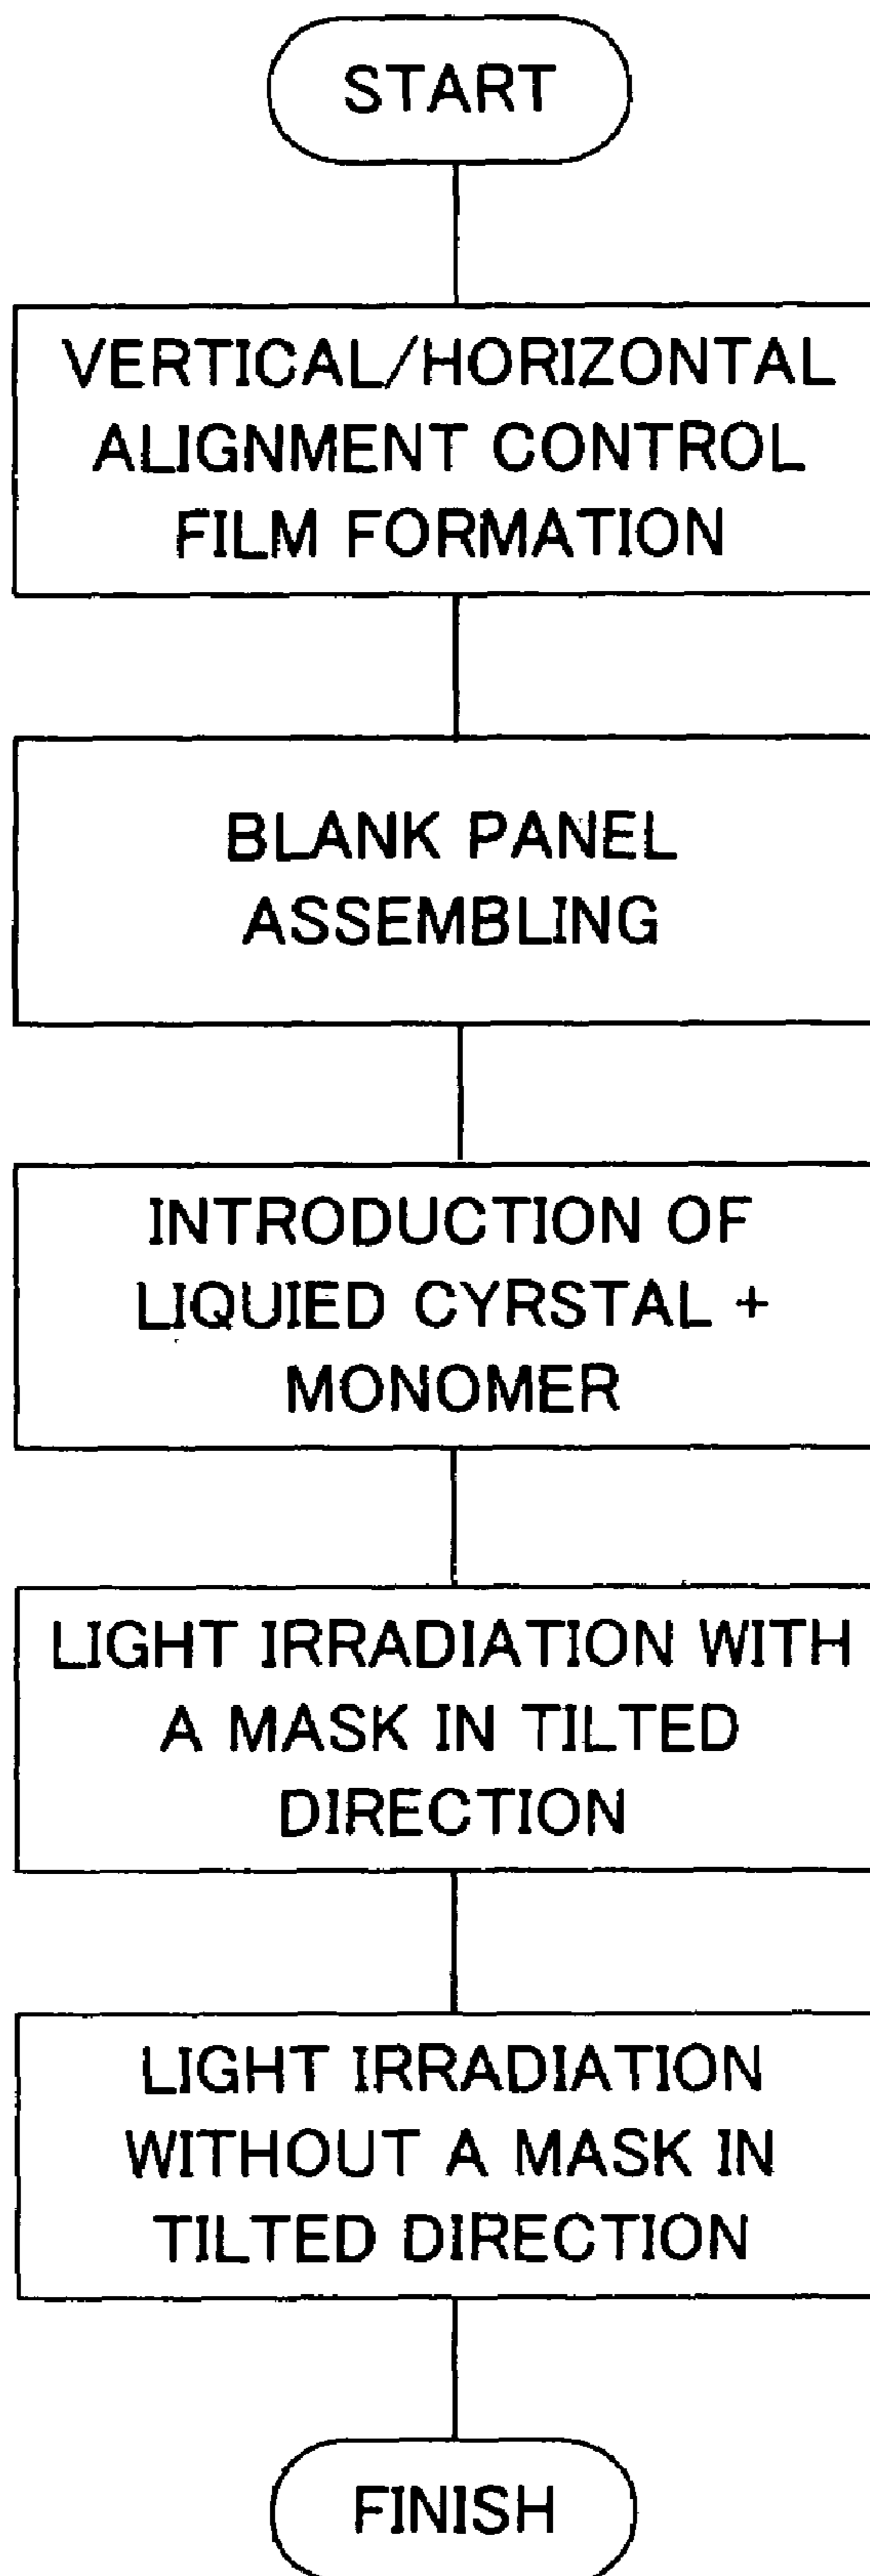 START
VERTICAL/HORIZONTAL
ALIGNMENT CONTROL
FILM FORMATION
BLANK PANEL
ASSEMBLING
INTRODUCTION OF
LIQUIED CYRSTAL +
MONOMER
LIGHT IRRADIATION WITH
A MASK IN TILTED
DIRECTION
LIGHT IRRADIATION
WITHOUT A MASK IN
TILTED DIRECTION
FINISH